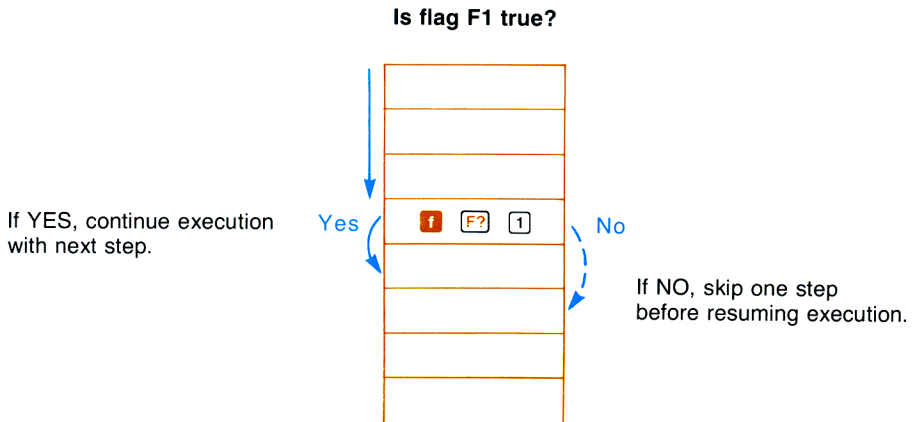 Is flag F1 true?
If YES, continue execution
with next step.
Yes
f F? 1
No
If NO, skip one step
before resuming execution.